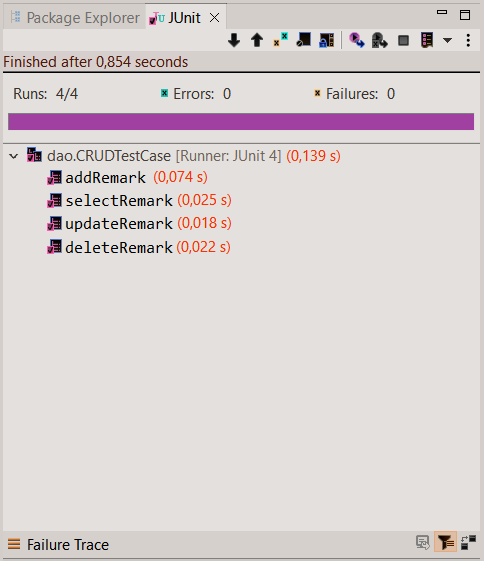 Package Explorer JUnit
Finished after 0,854 seconds
Runs: 4/4 Errors: 0 Failures: 0
dao.CRUDTestCase [Runner: JUnit 4] (0,139 s)
addRemark (0,074 s)
selectRemark (0,025 s)
updateRemark (0,018 s)
deleteRemark (0,022 s)
Failure Trace